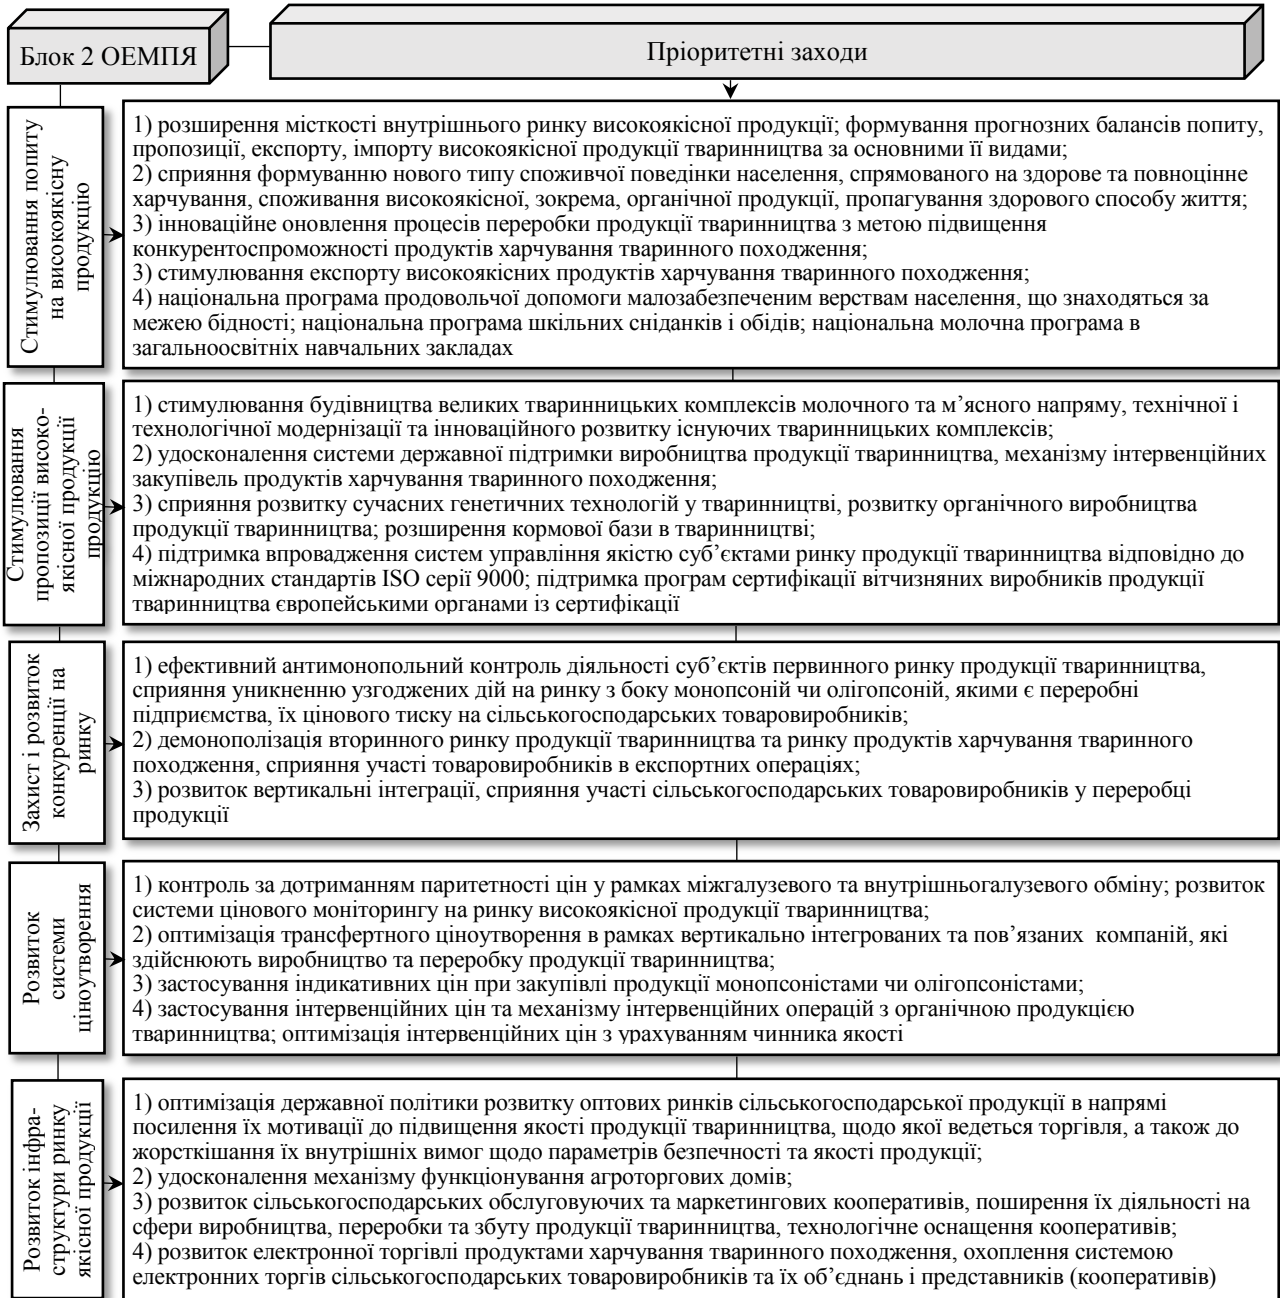 Блок 2 ОЕМПЯ
Пріоритетні заходи
Стимулювання попиту
на високоякісну
продукцію
1) розширення місткості внутрішнього ринку високоякісної продукції; формування прогнозних балансів попиту,
пропозиції, експорту, імпорту високоякісної продукції тваринництва за основними її видами;
2) сприяння формуванню нового типу споживчої поведінки населення, спрямованого на здорове та повноцінне
харчування, споживання високоякісної, зокрема, органічної продукції, пропагування здорового способу життя;
3) інноваційне оновлення процесів переробки продукції тваринництва з метою підвищення
конкурентоспроможності продуктів харчування тваринного походження;
3) стимулювання експорту високоякісних продуктів харчування тваринного походження;
4) національна програма продовольчої допомоги малозабезпеченим верствам населення, що знаходяться за
межею бідності; національна програма шкільних сніданків і обідів; національна молочна програма в
загальноосвітніх навчальних закладах
Стимулювання
пропозиції високо-
якісної продукції
продукцію
1) стимулювання будівництва великих тваринницьких комплексів молочного та м’ясного напряму, технічної і
технологічної модернізації та інноваційного розвитку існуючих тваринницьких комплексів;
2) удосконалення системи державної підтримки виробництва продукції тваринництва, механізму інтервенційних
закупівель продуктів харчування тваринного походження;
3) сприяння розвитку сучасних генетичних технологій у тваринництві, розвитку органічного виробництва
продукції тваринництва; розширення кормової бази в тваринництві;
4) підтримка впровадження систем управління якістю суб’єктами ринку продукції тваринництва відповідно до
міжнародних стандартів ISO серії 9000; підтримка програм сертифікації вітчизняних виробників продукції
тваринництва європейськими органами із сертифікації
Захист і розвиток
конкуренції на
ринку
1) ефективний антимонопольний контроль діяльності суб’єктів первинного ринку продукції тваринництва,
сприяння уникненню узгоджених дій на ринку з боку монопсоній чи олігопсоній, якими є переробні
підприємства, їх цінового тиску на сільськогосподарських товаровиробників;
2) демонополізація вторинного ринку продукції тваринництва та ринку продуктів харчування тваринного
походження, сприяння участі товаровиробників в експортних операціях;
3) розвиток вертикальні інтеграції, сприяння участі сільськогосподарських товаровиробників у переробці
продукції
Розвиток
системи
ціноутворення
1) контроль за дотриманням паритетності цін у рамках міжгалузевого та внутрішньогалузевого обміну; розвиток
системи цінового моніторингу на ринку високоякісної продукції тваринництва;
2) оптимізація трансфертного ціноутворення в рамках вертикально інтегрованих та пов’язаних компаній, які
здійснюють виробництво та переробку продукції тваринництва;
3) застосування індикативних цін при закупівлі продукції монопсоністами чи олігопсоністами;
4) застосування інтервенційних цін та механізму інтервенційних операцій з органічною продукцією
тваринництва; оптимізація інтервенційних цін з урахуванням чинника якості
Розвиток інфра-
структури ринку
якісної продукції
1) оптимізація державної політики розвитку оптових ринків сільськогосподарської продукції в напрямі
посилення їх мотивації до підвищення якості продукції тваринництва, щодо якої ведеться торгівля, а також до
жорсткішання їх внутрішніх вимог щодо параметрів безпечності та якості продукції;
2) удосконалення механізму функціонування агроторгових домів;
3) розвиток сільськогосподарських обслуговуючих та маркетингових кооперативів, поширення їх діяльності на
сфери виробництва, переробки та збуту продукції тваринництва, технологічне оснащення кооперативів;
4) розвиток електронної торгівлі продуктами харчування тваринного походження, охоплення системою
електронних торгів сільськогосподарських товаровиробників та їх об’єднань і представників (кооперативів)